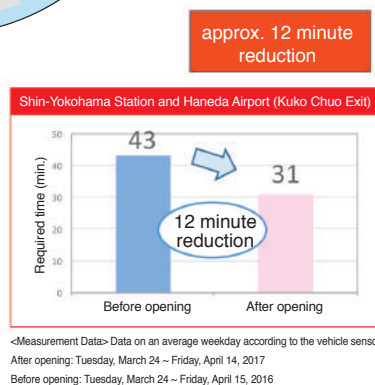 approx. 12 minute
reduction
Shin-Yokohama Station and Haneda Airport (Kuko Chuo Exit)
Required time (min.)
50
40
30
20
10
0
43
31
12 minute
reduction
Before opening
After opening
<Measurement Data> Data on an average weekday according to the vehicle
After opening: Tuesday, March 24 ~ Friday, April 14, 2017
Before opening: Tuesday, March 24 ~ Friday, April 15, 2016